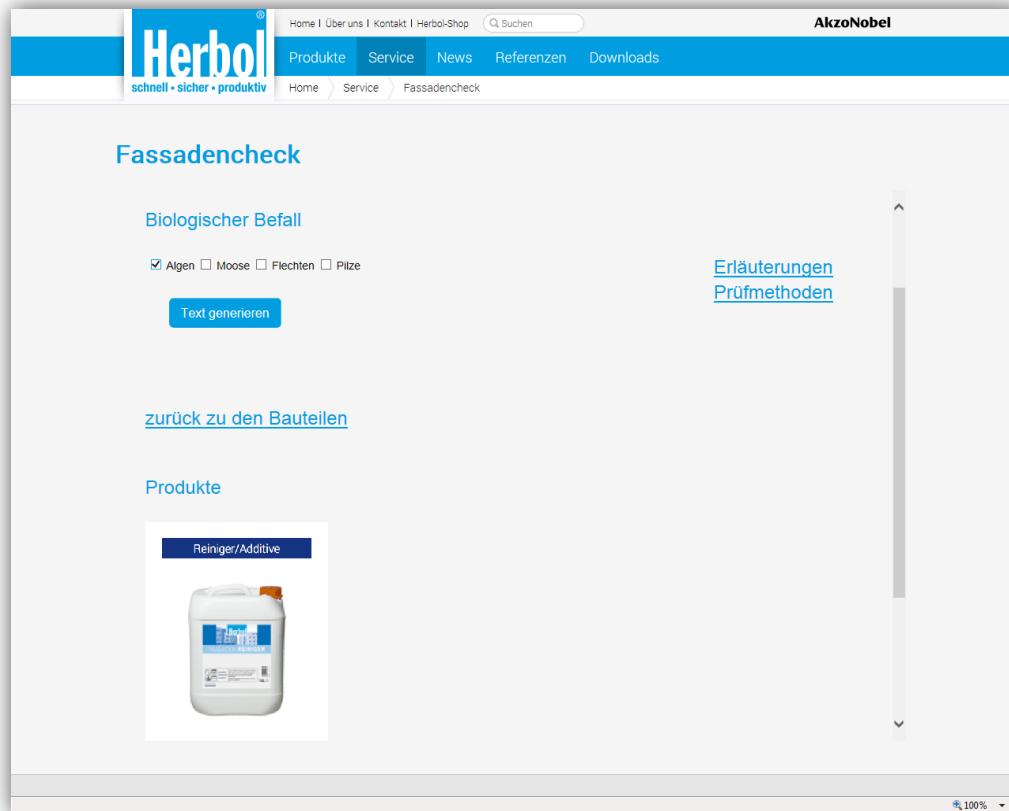 Home I Über uns I Kontakt I Herbol-Shop Suchen AkzoNobel
Herbol®
schnell • sicher • produktiv
Produkte Service News Referenzen Downloads
Home Service Fassadencheck
Fassadencheck
Biologischer Befall
Algen Moose Flechten Pilze
Erläuterungen
Prüfmethoden
Text generieren
zurück zu den Bauteilen
Produkte
Reiniger/Additive
Herbol
REINIGER
100%